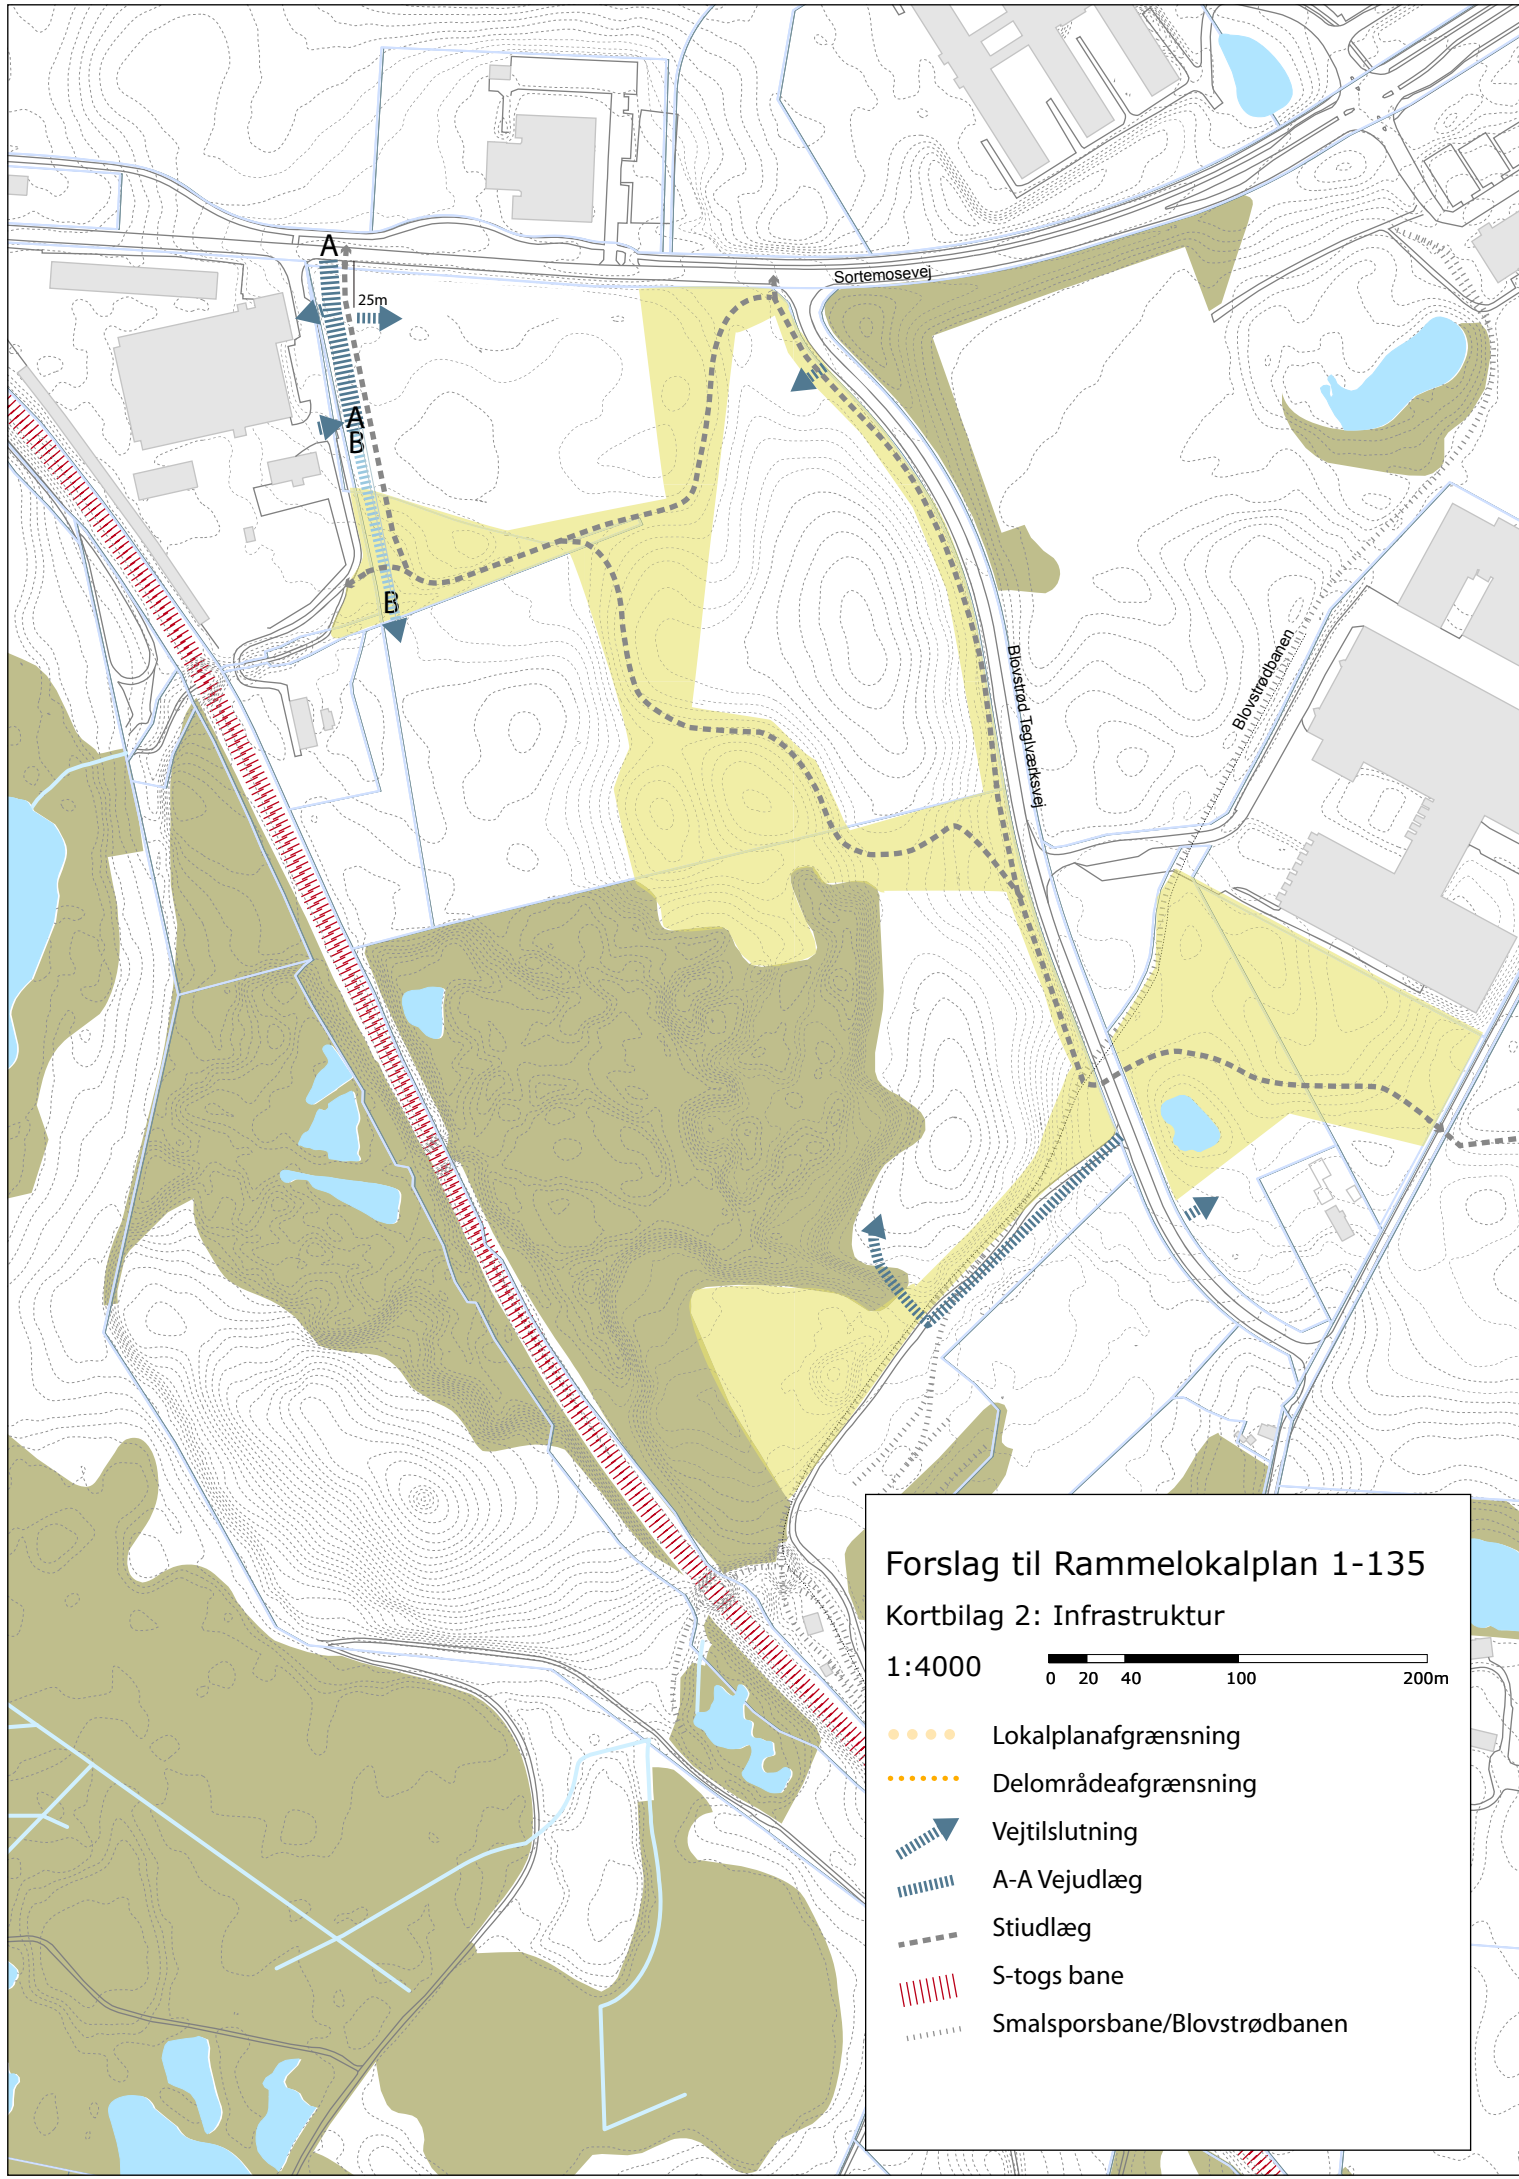 A
25m
Sortemosevej
A
B
B
Blovstrød Teglværksvej
Blovstrødbanen
Forslag til Rammelokalplan 1-135
Kortbilag 2: Infrastruktur
1:4000
0 20 40 100 200m
Lokalplanafgrænsning
Delområdeafgrænsning
Vejtilslutning
A-A Vejudlæg
Stiudlæg
S-togs bane
Smalsporsbane/Blovstrødbanen